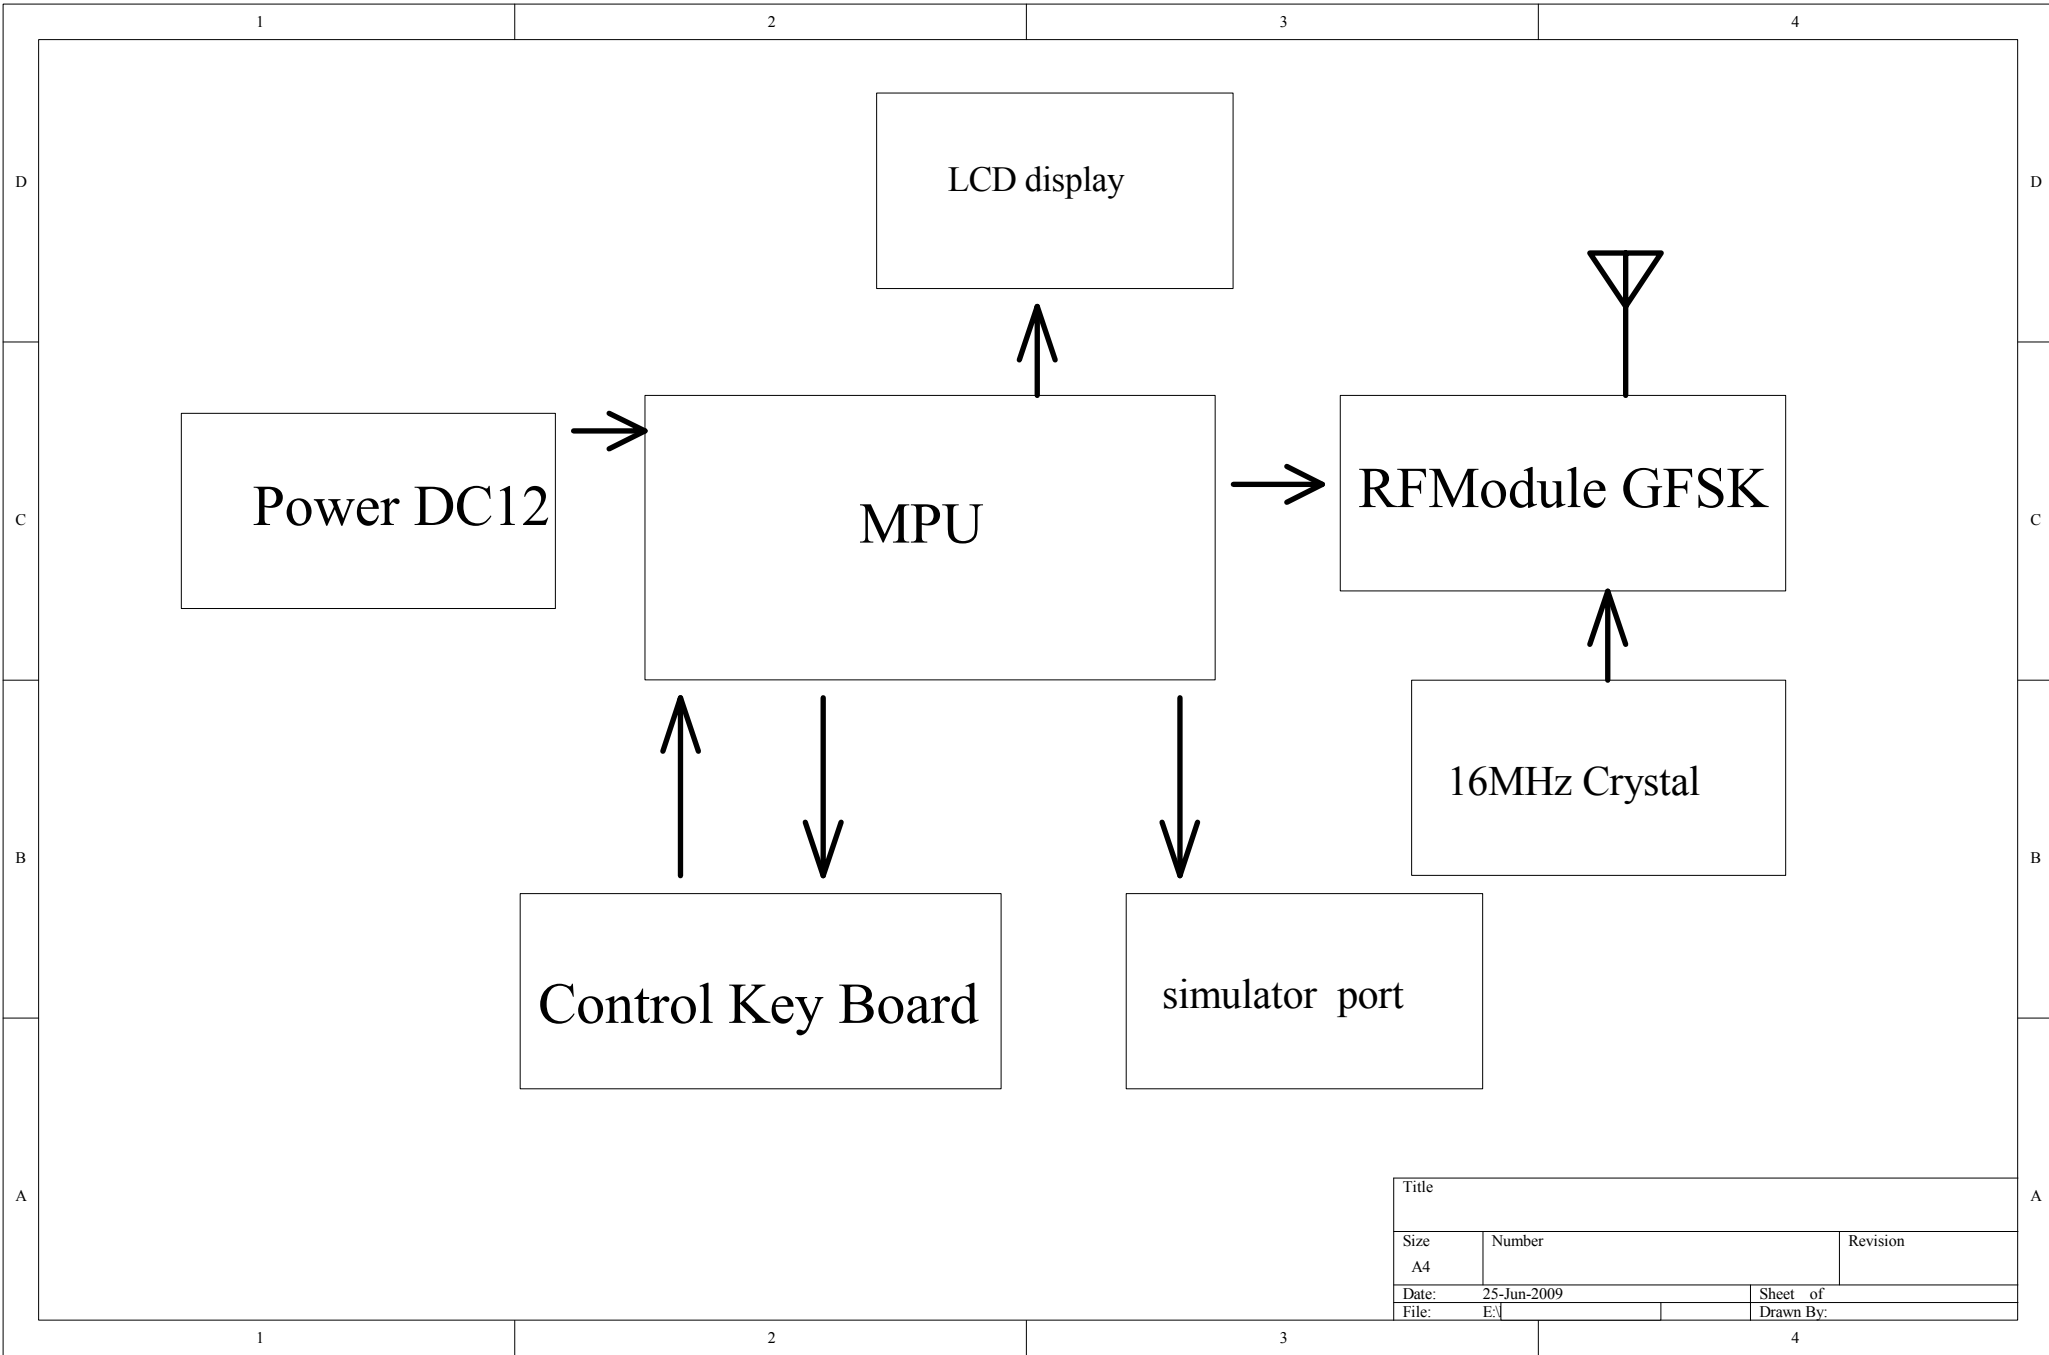 1 2 3 4
D D
LCD display
C C
Power DC12
MPU
RFModule GFSK
16MHz Crystal
B B
Control Key Board
simulator  port
A A
Title
Size Number Revision
A4
Date: 25-Jun-2009 Sheet of
File: E:\ Drawn By:
1 2 3 4